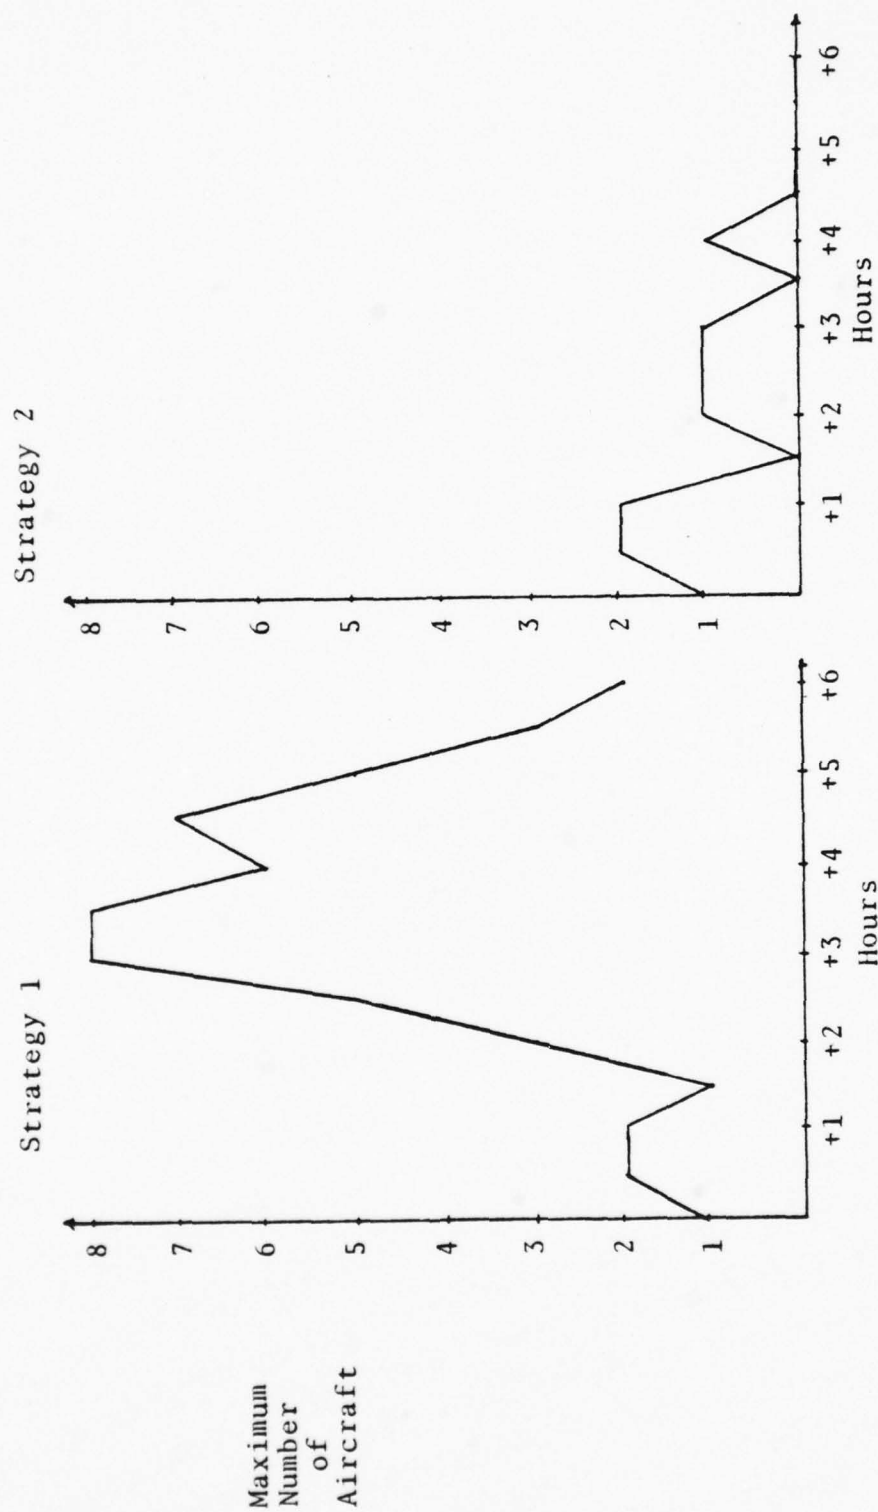 Maximum
Number
of
Aircraft
Strategy 1
8
7
6
5
4
3
2
1
+1 +2 +3 +4 +5 +6
Hours
Strategy 2
8
7
6
5
4
3
2
1
+1 +2 +3 +4 +5 +6
Hours